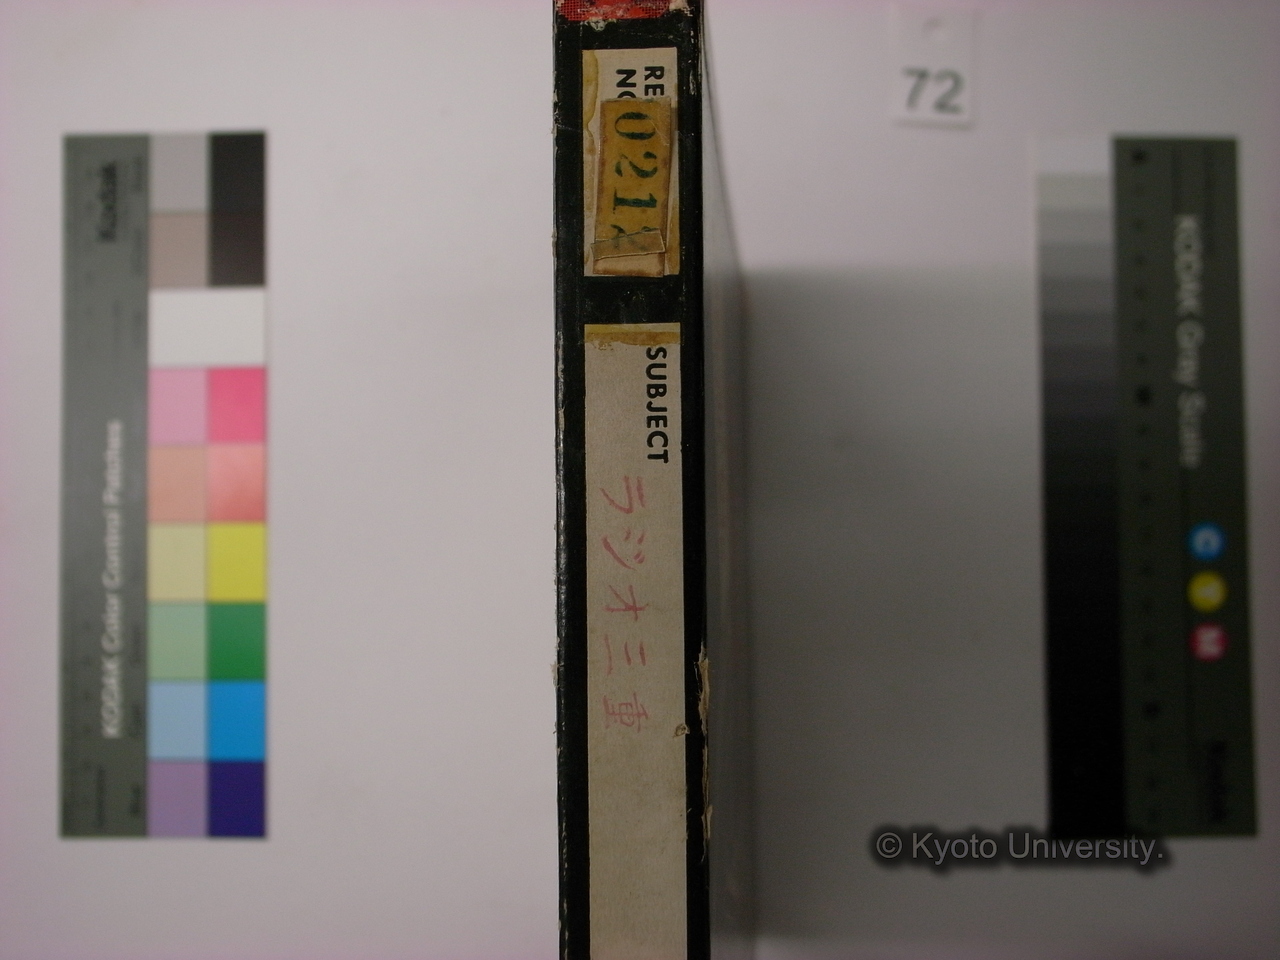 72
RE
NO
021
SUBJECT
ラジオ三重
Kodak
KODAK Color Control Patches
KODAK Gray Scale
C
Y
M
© Kyoto University.